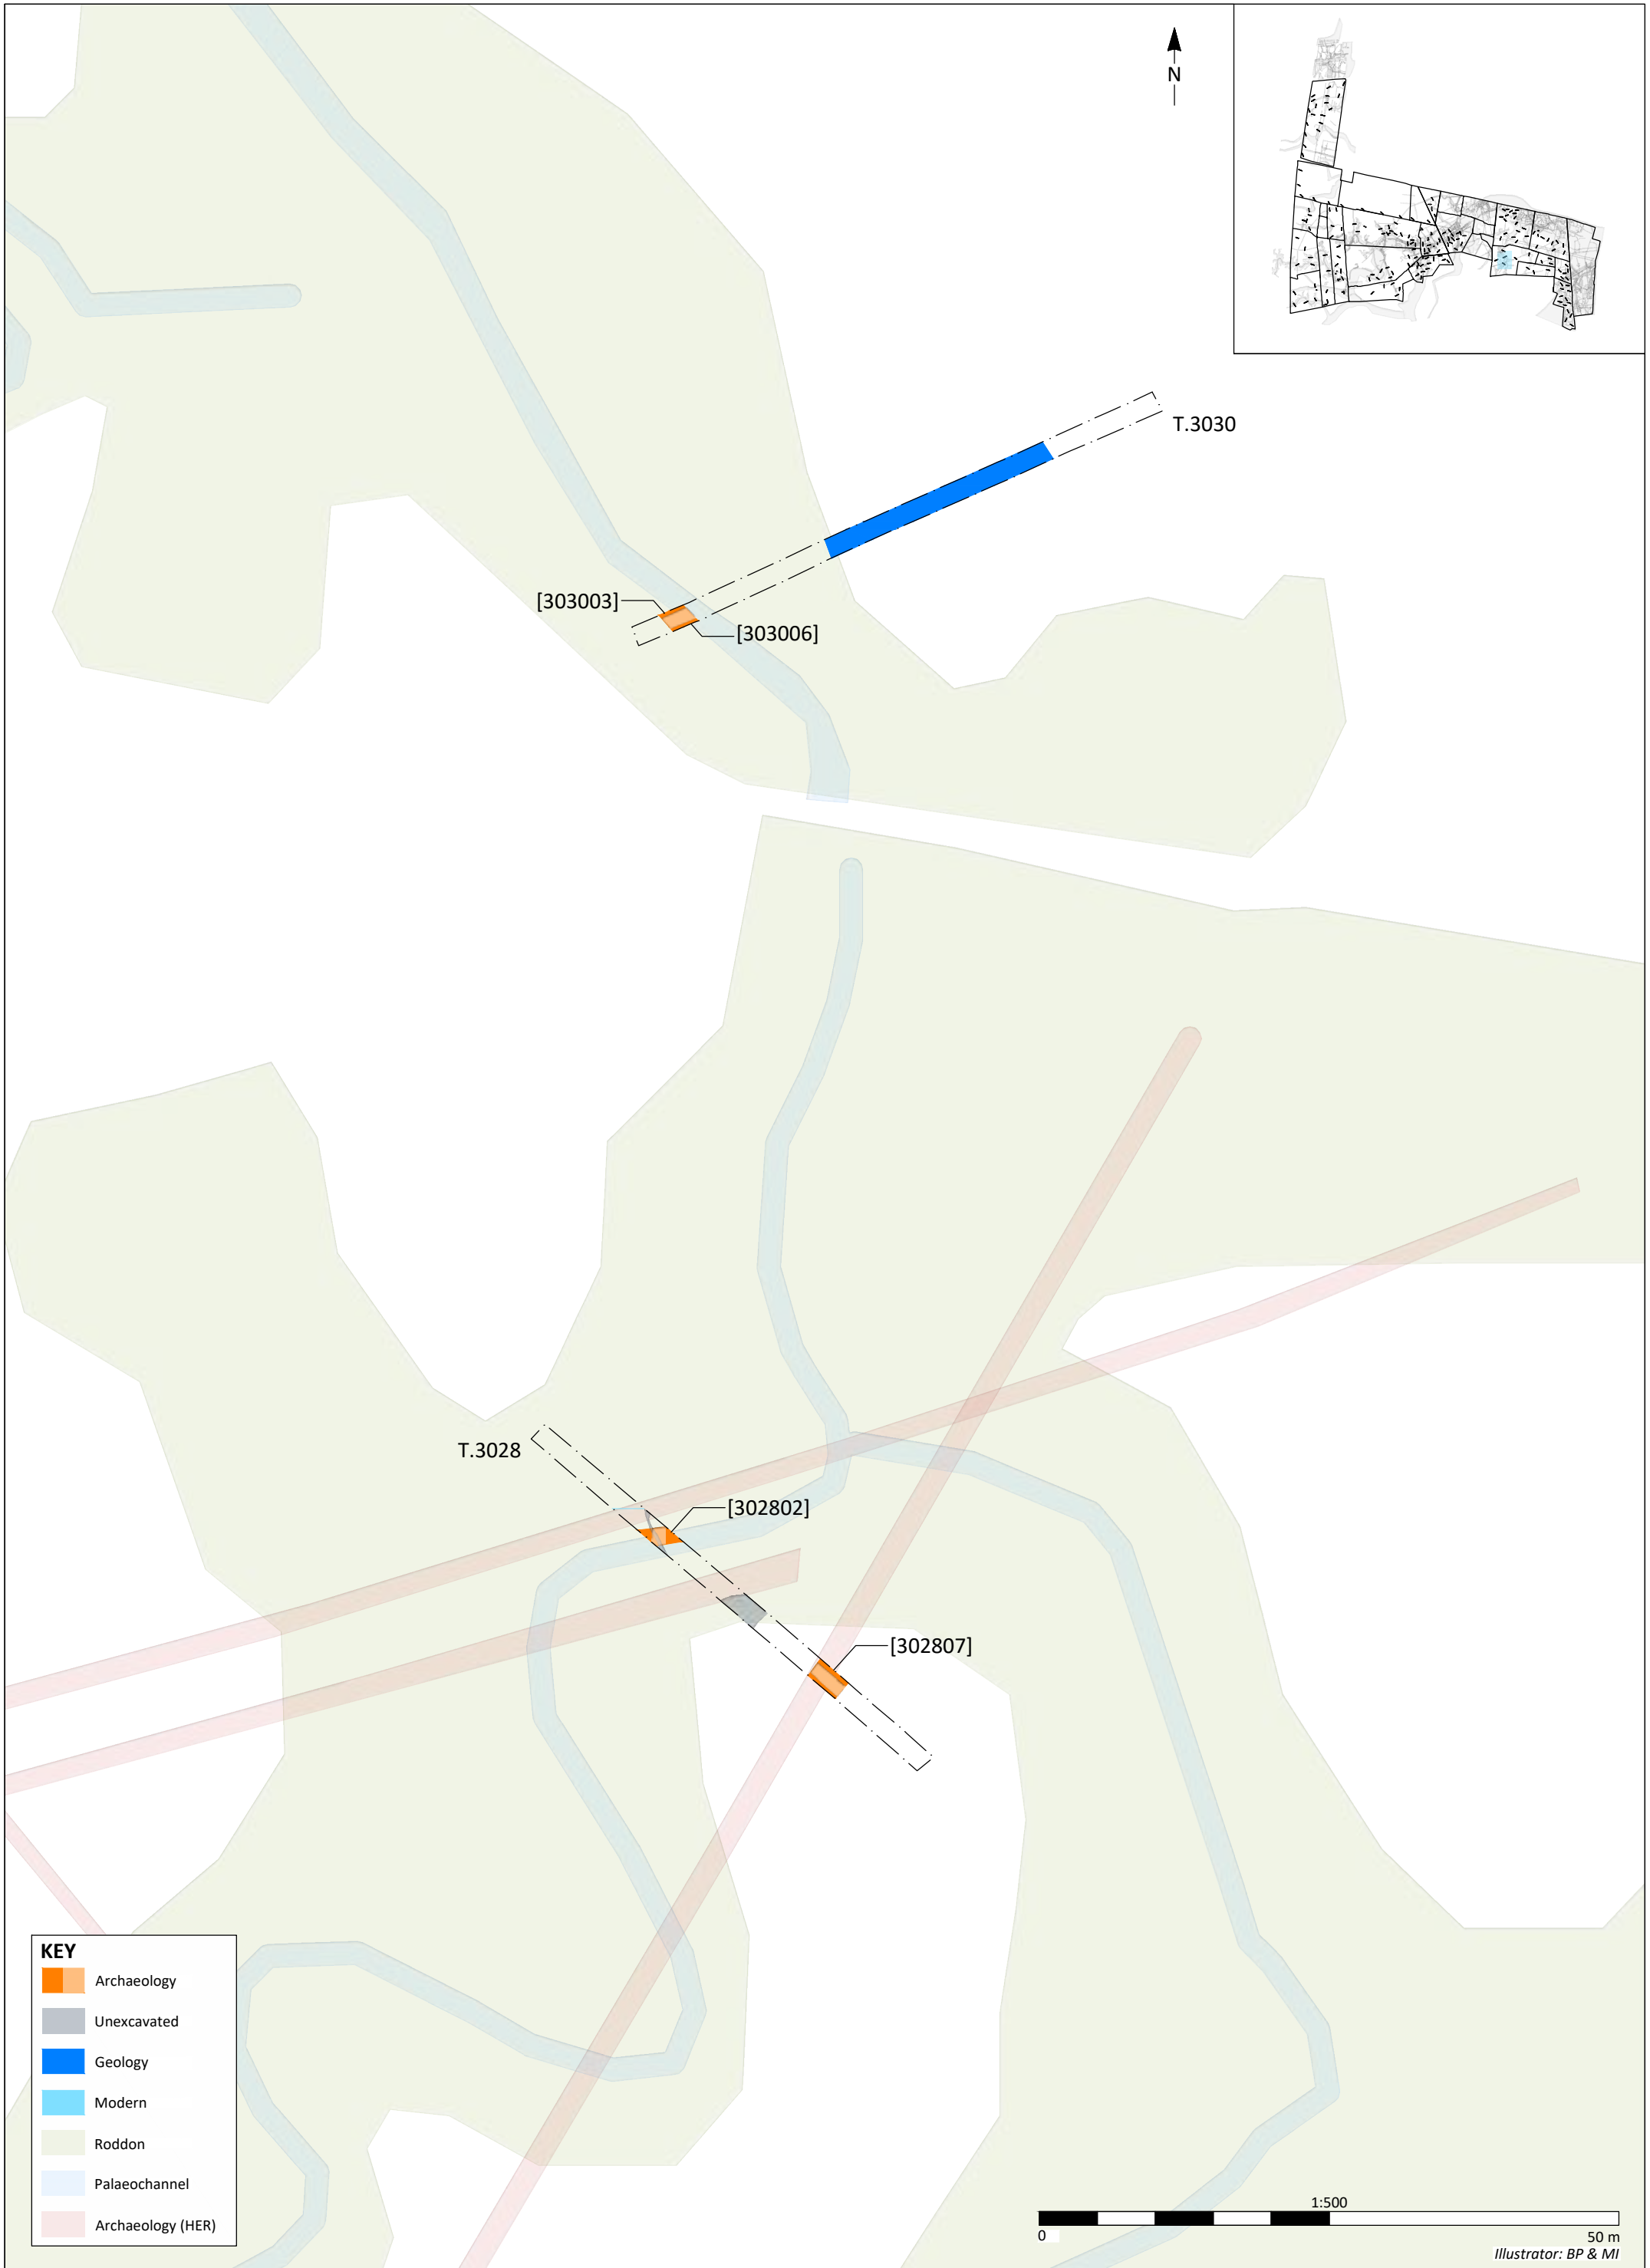 N
T.3030
[303003]
[303006]
T.3028
[302802]
[302807]
KEY
Archaeology
Unexcavated
Geology
Modern
Roddon
Palaeochannel
Archaeology (HER)
1:500
0 50 m
Illustrator: BP & MI